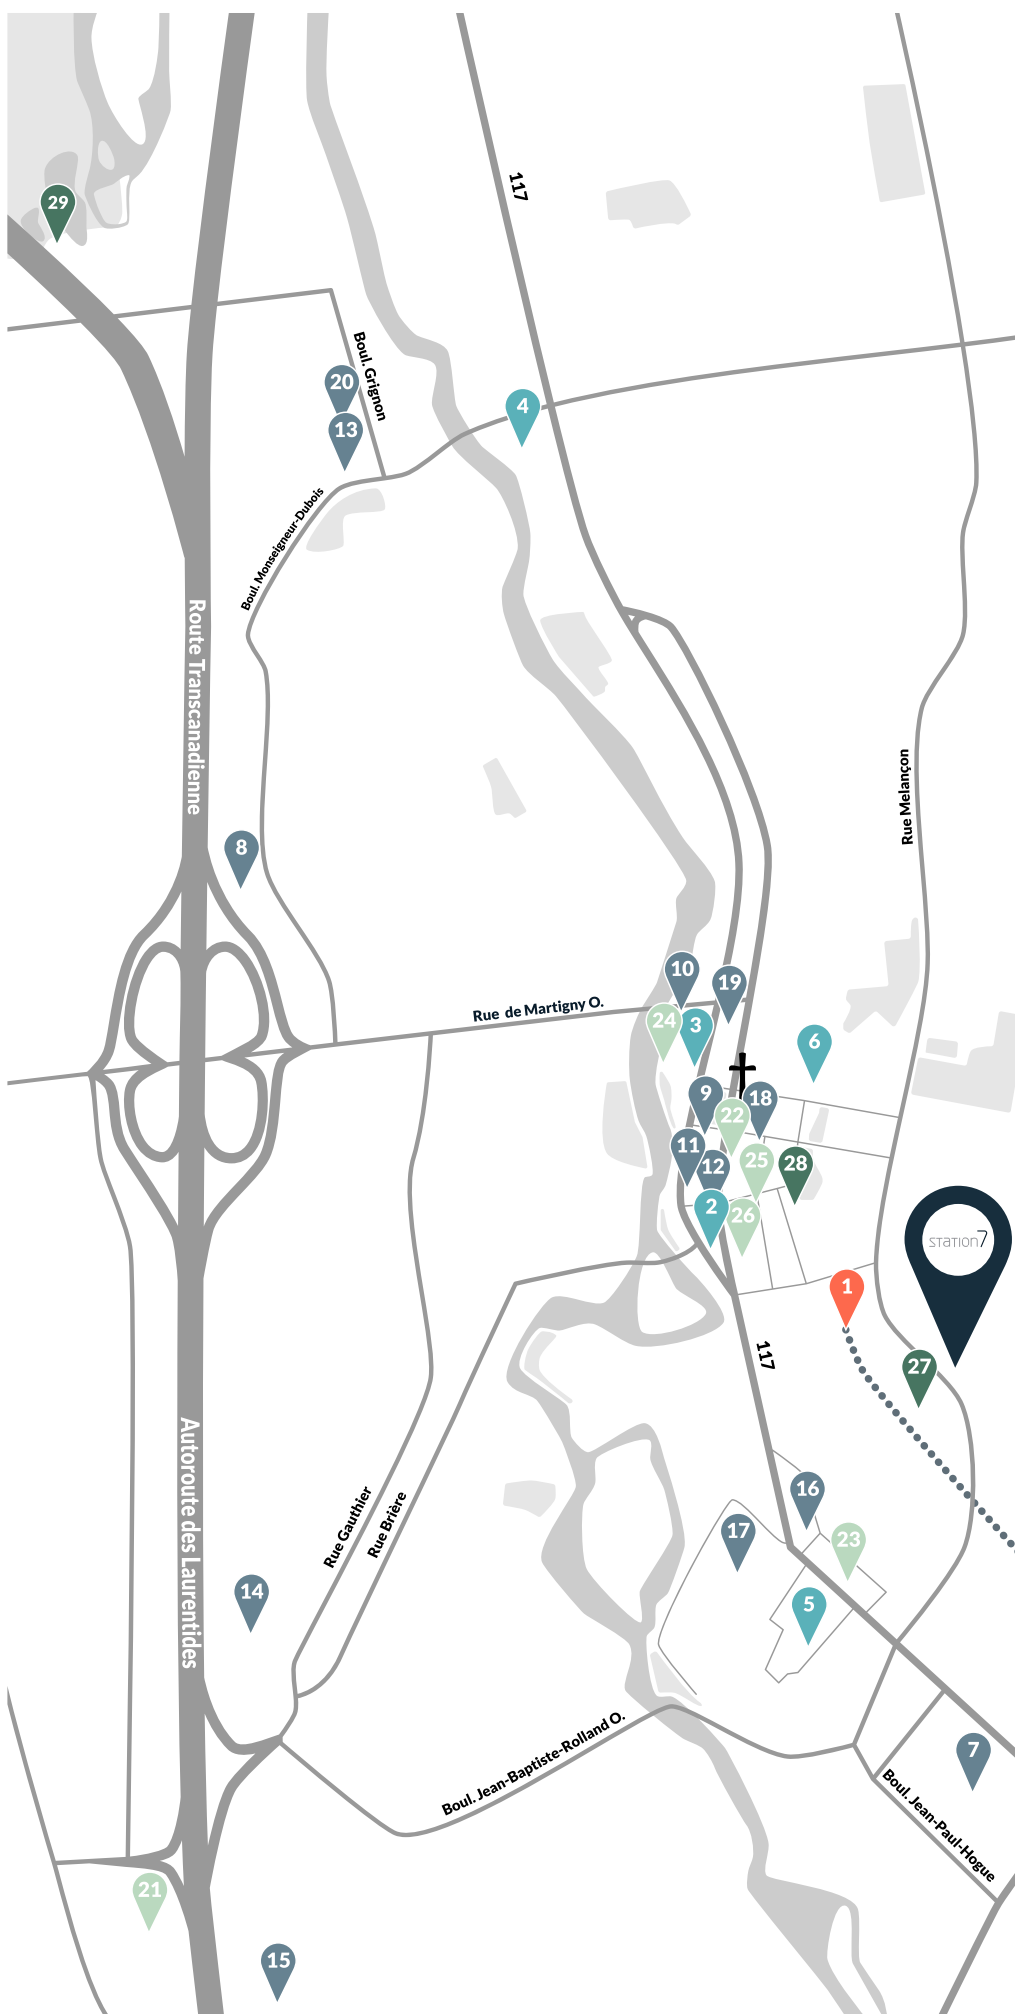 117
29
Boul. Grignon
20
4
13
Boul. Monseigneur-Dubois
Route Transcanadienne
Rue Melançon
8
10
19
Rue de Martigny O.
24
3
6
9
18
22
11
12
25
28
2
26
STATION7
1
117
27
Autoroute des Laurentides
Rue Gauthier
Rue Brière
16
17
23
14
5
Boul. Jean-Baptiste-Rolland O.
7
Boul. Jean-Paul-Hogue
21
15